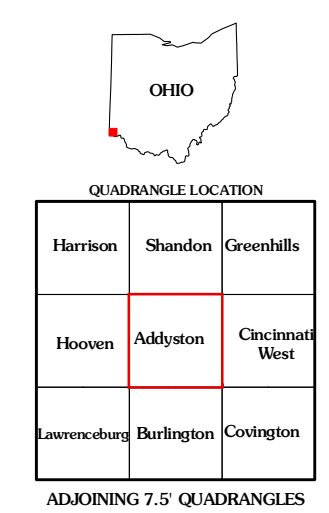 OHIO
QUADRANGLE LOCATION
Harrison Shandon Greenhills
Hooven Addyston Cincinnati
West
Lawrenceburg Burlington Covington
ADJOINING 7.5' QUADRANGLES